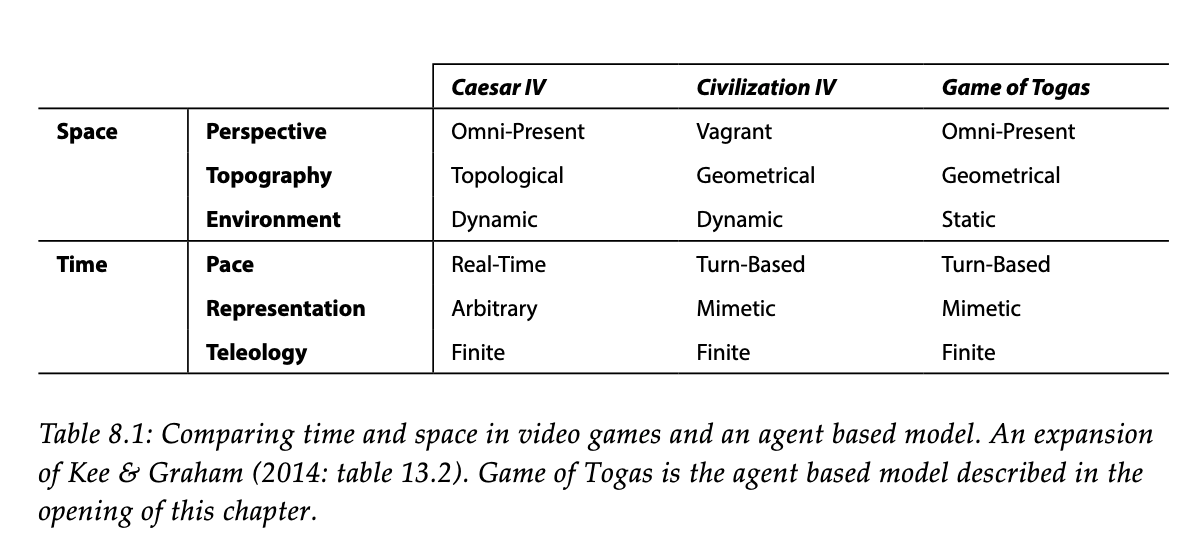 Caesar IV Civilization IV Game of Togas
Space Perspective Omni-Present Vagrant Omni-Present
Topography Topological Geometrical Geometrical
Environment Dynamic Dynamic Static
Time Pace Real-Time Turn-Based Turn-Based
Representation Arbitrary Mimetic Mimetic
Teleology Finite Finite Finite
Table 8.1: Comparing time and space in video games and an agent based model. An expansion
of Kee & Graham (2014: table 13.2). Game of Togas is the agent based model described in the
opening of this chapter.